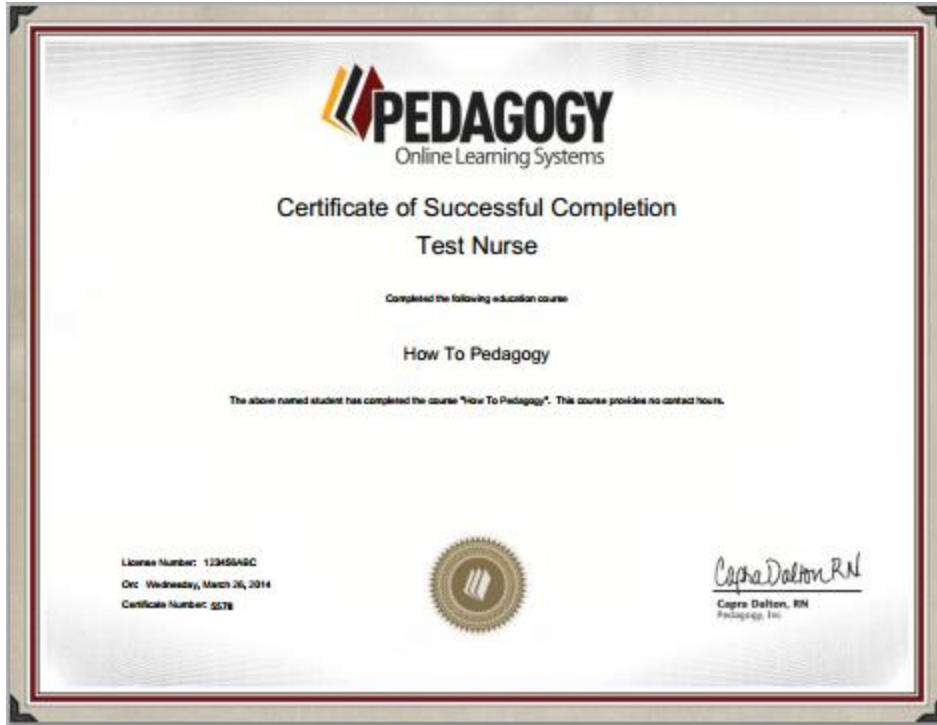 PEDAGOGY
Online Learning Systems
Certificate of Successful Completion
Test Nurse
Completed the following education course
How To Pedagogy
The above named student has completed the course "How To Pedagogy". This course provides no contact hours.
License Number: 123456ABC
On: Wednesday, March 26, 2014
Certificate Number: 5578
Capra Dalton RN
Capra Dalton, RN
Pedagogy, Inc